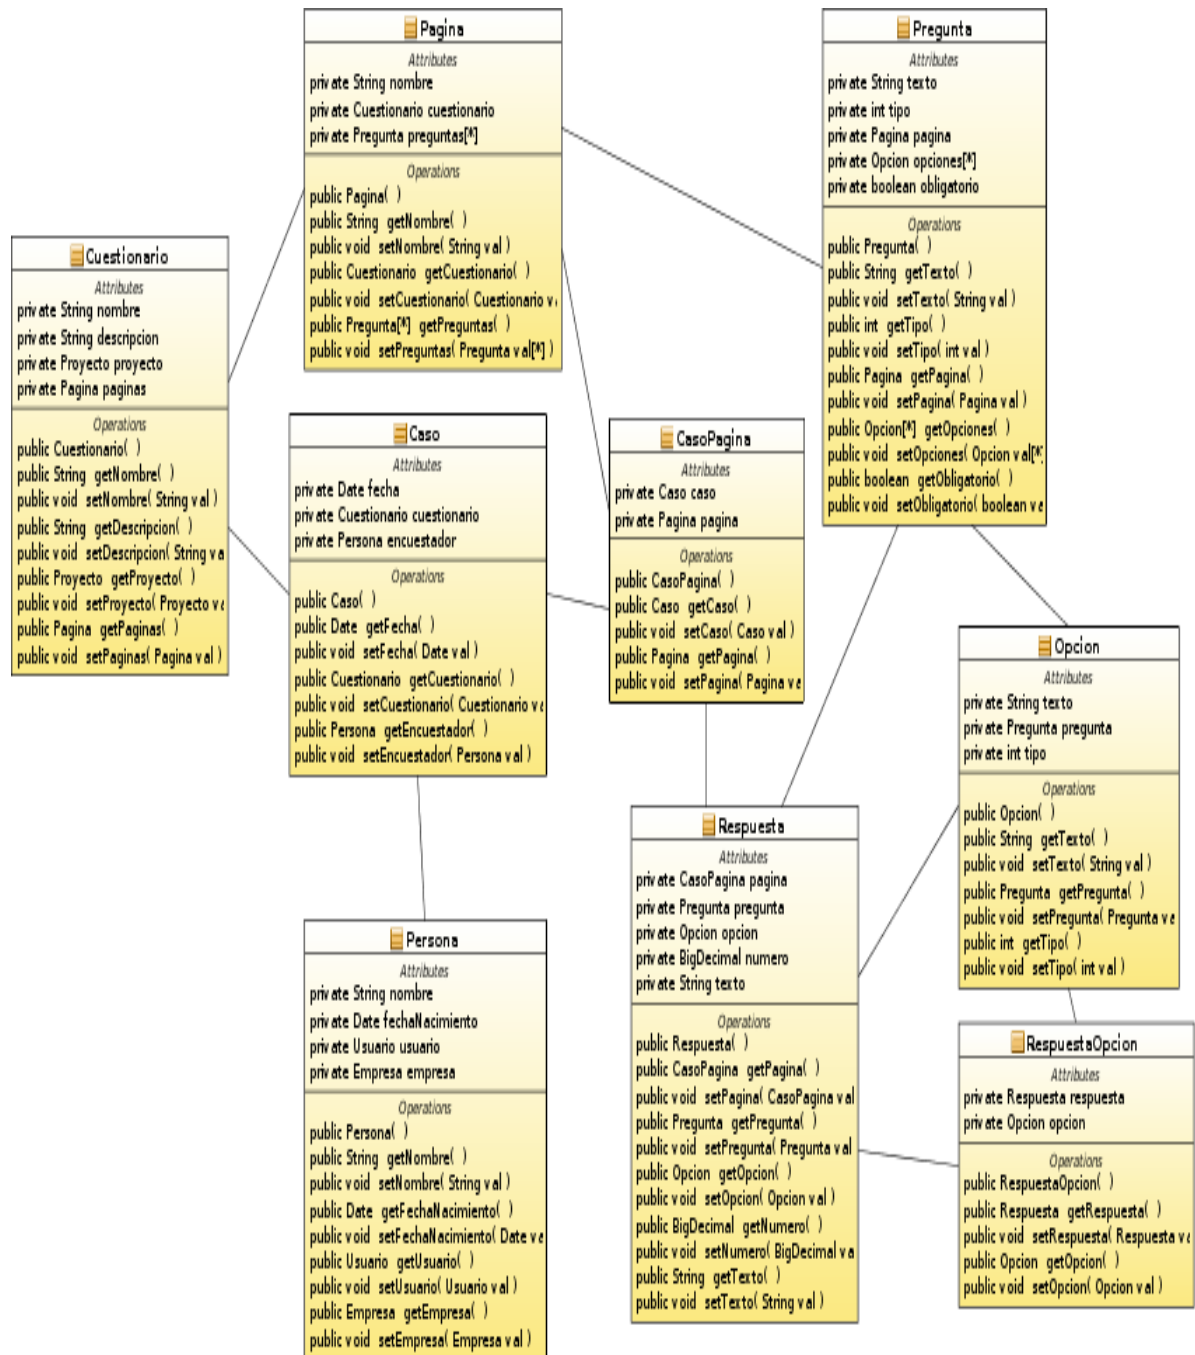 Pagina
Attributes
private String nombre
private Cuestionario cuestionario
private Pregunta preguntas[*]
Operations
public Pagina( )
public String getNombre( )
public void setNombre( String val )
public Cuestionario getCuestionario( )
public void setCuestionario( Cuestionario v
public Pregunta[*] getPreguntas( )
public void setPreguntas( Pregunta val[*] )
Pregunta
Attributes
private String texto
private int tipo
private Pagina pagina
private Opcion opciones[*]
private boolean obligatorio
Operations
public Pregunta( )
public String getTexto( )
public void setTexto( String val )
public int getTipo( )
public void setTipo( int val )
public Pagina getPagina( )
public void setPagina( Pagina val )
public Opcion[*] getOpciones( )
public void setOpciones( Opcion val[*]
public boolean getObligatorio( )
public void setObligatorio( boolean va
Cuestionario
Attributes
private String nombre
private String descripcion
private Proyecto proyecto
private Pagina paginas
Operations
public Cuestionario( )
public String getNombre( )
public void setNombre( String val )
public String getDescripcion( )
public void setDescripcion( String va
public Proyecto getProyecto( )
public void setProyecto( Proyecto va
public Pagina getPaginas( )
public void setPaginas( Pagina val )
Caso
Attributes
private Date fecha
private Cuestionario cuestionario
private Persona encuestador
Operations
public Caso( )
public Date getFecha( )
public void setFecha( Date val )
public Cuestionario getCuestionario( )
public void setCuestionario( Cuestionario va
public Persona getEncuestador( )
public void setEncuestador( Persona val )
CasoPagina
Attributes
private Caso caso
private Pagina pagina
Operations
public CasoPagina( )
public Caso getCaso( )
public void setCaso( Caso val )
public Pagina getPagina( )
public void setPagina( Pagina va
Opcion
Attributes
private String texto
private Pregunta pregunta
private int tipo
Operations
public Opcion( )
public String getTexto( )
public void setTexto( String val )
public Pregunta getPregunta( )
public void setPregunta( Pregunta va
public int getTipo( )
public void setTipo( int val )
Respuesta
Attributes
private CasoPagina pagina
private Pregunta pregunta
private Opcion opcion
private BigDecimal numero
private String texto
Operations
public Respuesta( )
public CasoPagina getPagina( )
public void setPagina( CasoPagina val
public Pregunta getPregunta( )
public void setPregunta( Pregunta val
public Opcion getOpcion( )
public void setOpcion( Opcion val )
public BigDecimal getNumero( )
public void setNumero( BigDecimal va
public String getTexto( )
public void setTexto( String val )
Persona
Attributes
private String nombre
private Date fechaNacimiento
private Usuario usuario
private Empresa empresa
Operations
public Persona( )
public String getNombre( )
public void setNombre( String val )
public Date getFechaNacimiento( )
public void setFechaNacimiento( Date va
public Usuario getUsuario( )
public void setUsuario( Usuario val )
public Empresa getEmpresa( )
public void setEmpresa( Empresa val )
RespuestaOpcion
Attributes
private Respuesta respuesta
private Opcion opcion
Operations
public RespuestaOpcion( )
public Respuesta getRespuesta( )
public void setRespuesta( Respuesta va
public Opcion getOpcion( )
public void setOpcion( Opcion val )